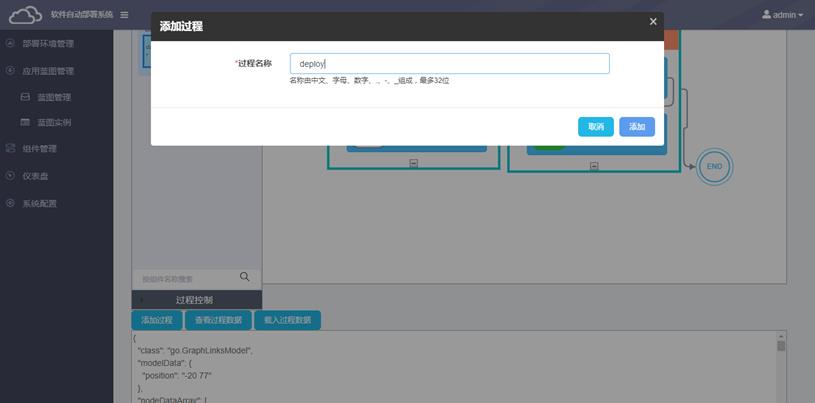 软件自动部署系统
admin
添加过程
*过程名称
deploy
名称由中文、字母、数字、.、-、_组成，最多32位
取消
添加
部署环境管理
应用蓝图管理
蓝图管理
蓝图实例
组件管理
仪表盘
系统配置
END
按组件名称搜索
过程控制
添加过程
查看过程数据
载入过程数据
{
"class": "go.GraphLinksModel",
"modelData": {
"position": "-20 77"
},
"nodeDataArray": [